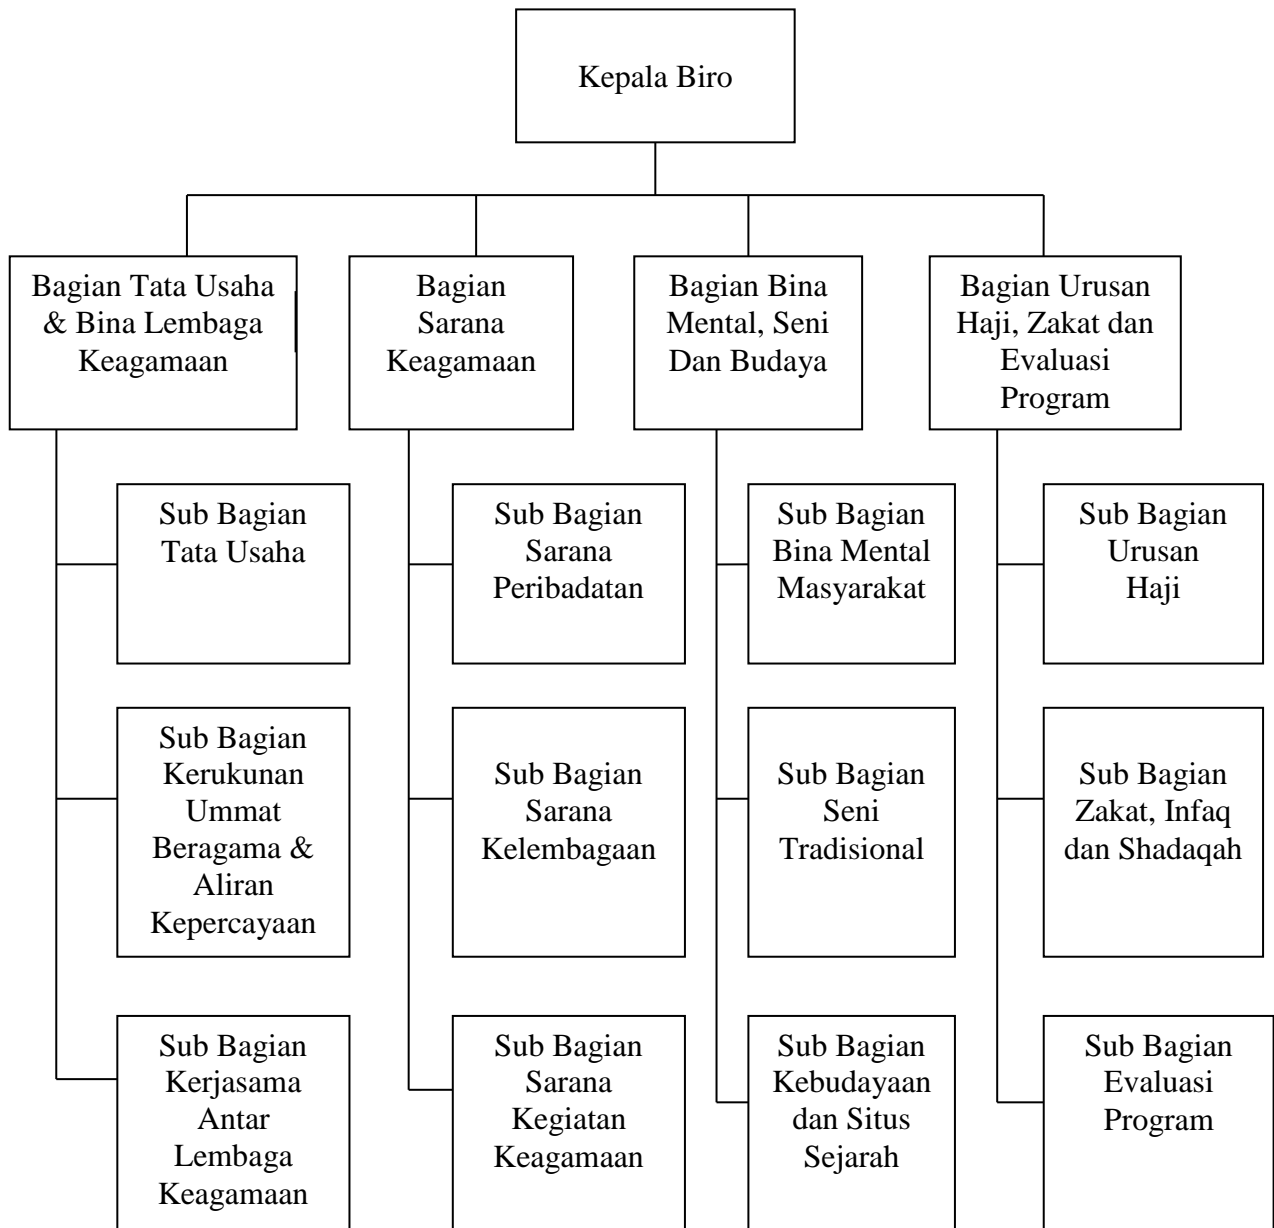 Kepala Biro
Bagian Tata Usaha
& Bina Lembaga
Keagamaan
Bagian
Sarana
Keagamaan
Bagian Bina
Mental, Seni
Dan Budaya
Bagian Urusan
Haji, Zakat dan
Evaluasi
Program
Sub Bagian
Tata Usaha
Sub Bagian
Sarana
Peribadatan
Sub Bagian
Bina Mental
Masyarakat
Sub Bagian
Urusan
Haji
Sub Bagian
Kerukunan
Ummat
Beragama &
Aliran
Kepercayaan
Sub Bagian
Sarana
Kelembagaan
Sub Bagian
Seni
Tradisional
Sub Bagian
Zakat, Infaq
dan Shadaqah
Sub Bagian
Kerjasama
Antar
Lembaga
Keagamaan
Sub Bagian
Sarana
Kegiatan
Keagamaan
Sub Bagian
Kebudayaan
dan Situs
Sejarah
Sub Bagian
Evaluasi
Program